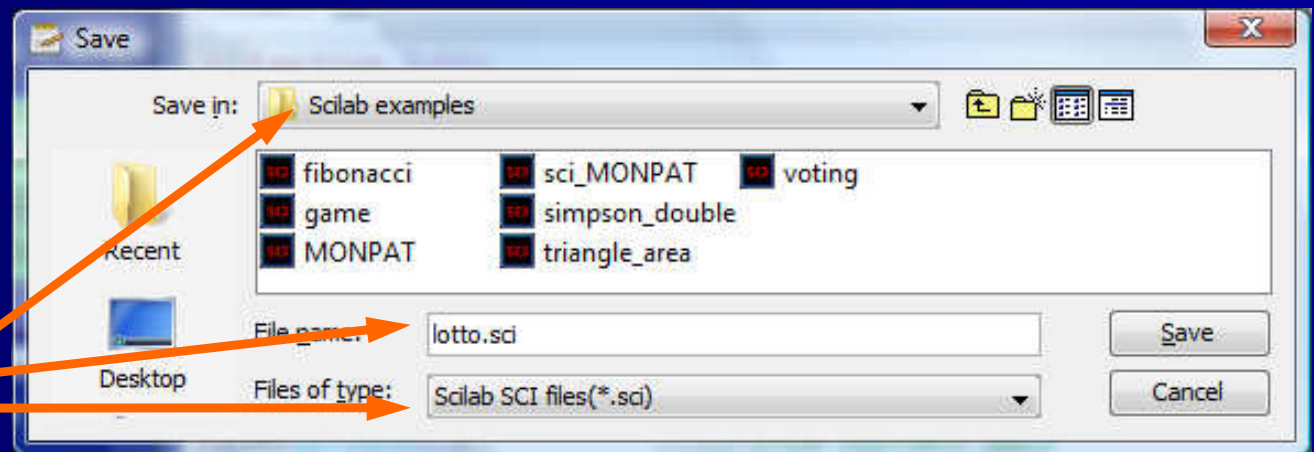 Save
Save in: Scilab examples
fibonacci sci_MONPAT voting
game simpson_double
MONPAT triangle_area
Recent
File name: lotto.sci Save
Desktop Files of type: Scilab SCI files(*.sci) Cancel